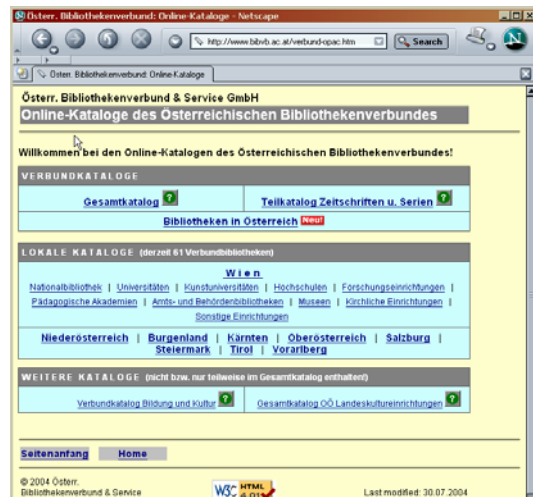 Österr. Bibliothekenverbund: Online-Kataloge - Netscape
http://www.bibvb.ac.at/verbund-opac.htm Search
Österr. Bibliothekenverbund: Online-Kataloge
Österr. Bibliothekenverbund & Service GmbH
Online-Kataloge des Österreichischen Bibliothekenverbundes
Willkommen bei den Online-Katalogen des Österreichischen Bibliothekenverbundes!
VERBUNDKATALOGE
Gesamtkatalog ? Teilkatalog Zeitschriften u. Serien ?
Bibliotheken in Österreich Neu!
LOKALE KATALOGE (derzeit 61 Verbundbibliotheken)
Wien
Nationalbibliothek | Universitäten | Kunstuniversitäten | Hochschulen | Forschungseinrichtungen |
Pädagogische Akademien | Amts- und Behördenbibliotheken | Museen | Kirchliche Einrichtungen |
Sonstige Einrichtungen
Niederösterreich | Burgenland | Kärnten | Oberösterreich | Salzburg |
Steiermark | Tirol | Vorarlberg
WEITERE KATALOGE (nicht bzw. nur teilweise im Gesamtkatalog enthalten!)
Verbundkatalog Bildung und Kultur ? Gesamtkatalog OÖ Landeskultureinrichtungen ?
Seitenanfang Home
© 2004 Österr.
Bibliothekenverbund & Service W3C HTML 4.01 Last modified: 30.07.2004